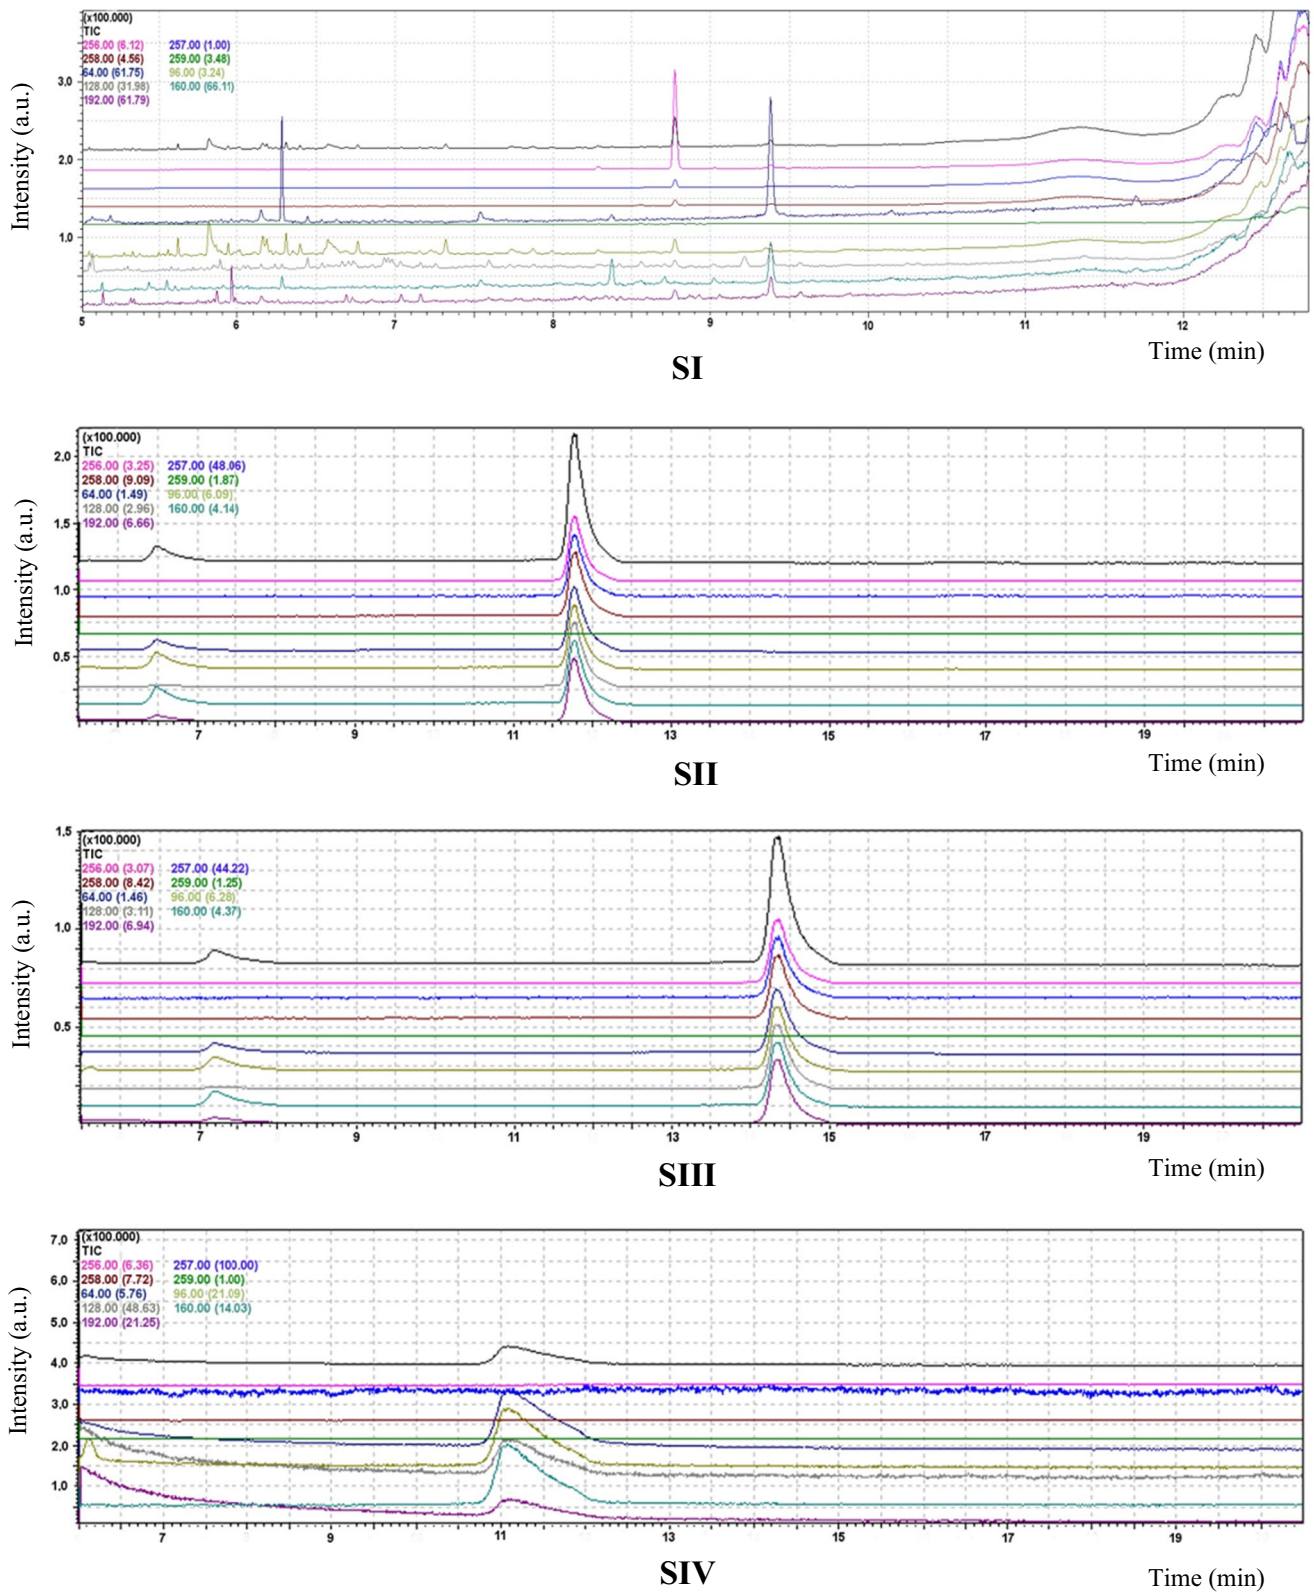 (x100.000)
TIC
256.00 (6.12) 257.00 (1.00)
258.00 (4.56) 259.00 (3.48)
64.00 (61.75) 96.00 (3.24)
128.00 (31.98) 160.00 (66.11)
192.00 (61.79)
Intensity (a.u.)
3.0
2.0
1.0
5 6 7 8 9 10 11 12
Time (min)
SI
(x100.000)
TIC
256.00 (3.25) 257.00 (48.06)
258.00 (9.09) 259.00 (1.87)
64.00 (1.49) 96.00 (6.09)
128.00 (2.96) 160.00 (4.14)
192.00 (6.66)
Intensity (a.u.)
2.0
1.5
1.0
0.5
7 9 11 13 15 17 19
Time (min)
SII
(x100.000)
TIC
256.00 (3.07) 257.00 (44.22)
258.00 (8.42) 259.00 (1.25)
64.00 (1.46) 96.00 (6.28)
128.00 (3.11) 160.00 (4.37)
192.00 (6.94)
Intensity (a.u.)
1.5
1.0
0.5
7 9 11 13 15 17 19
Time (min)
SIII
(x100.000)
TIC
256.00 (6.36) 257.00 (100.00)
258.00 (7.72) 259.00 (1.00)
64.00 (5.76) 96.00 (21.09)
128.00 (48.63) 160.00 (14.03)
192.00 (21.25)
Intensity (a.u.)
7.0
6.0
5.0
4.0
3.0
2.0
1.0
7 9 11 13 15 17 19
Time (min)
SIV